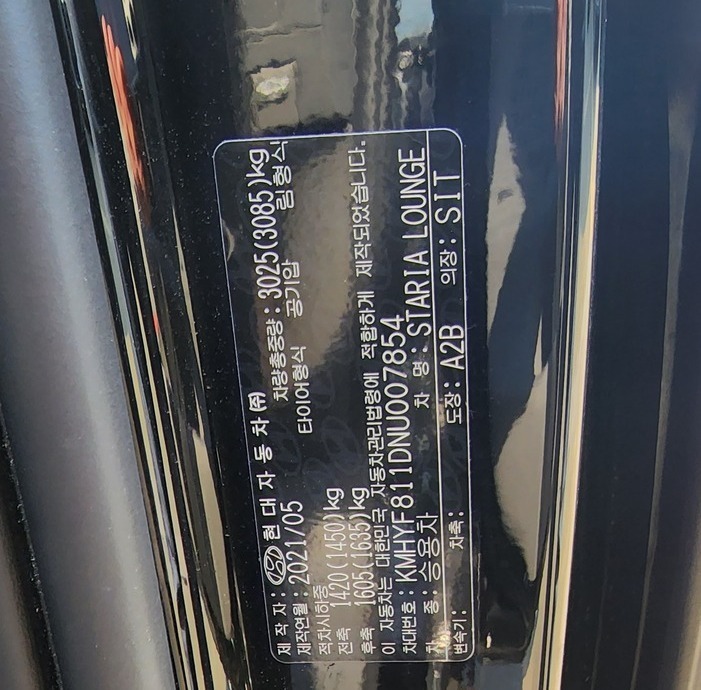 제 작 자 : 현 대 자 동 차 ㈜
제작연월 : 2021/05 차량총중량 : 3025(3085)kg
적차시하중 타이어형식 공기압 림형식
전축 1420(1450)kg
후축 1605(1635)kg
이 자동차는 대한민국 자동차관리법령에 적합하게 제작되었습니다.
차대번호 : KMHYF811DNU007854
차 종 : 승용차 차 명 : STARIA LOUNGE
변속기 : 차축 : 도장 : A2B 의장 : SIT